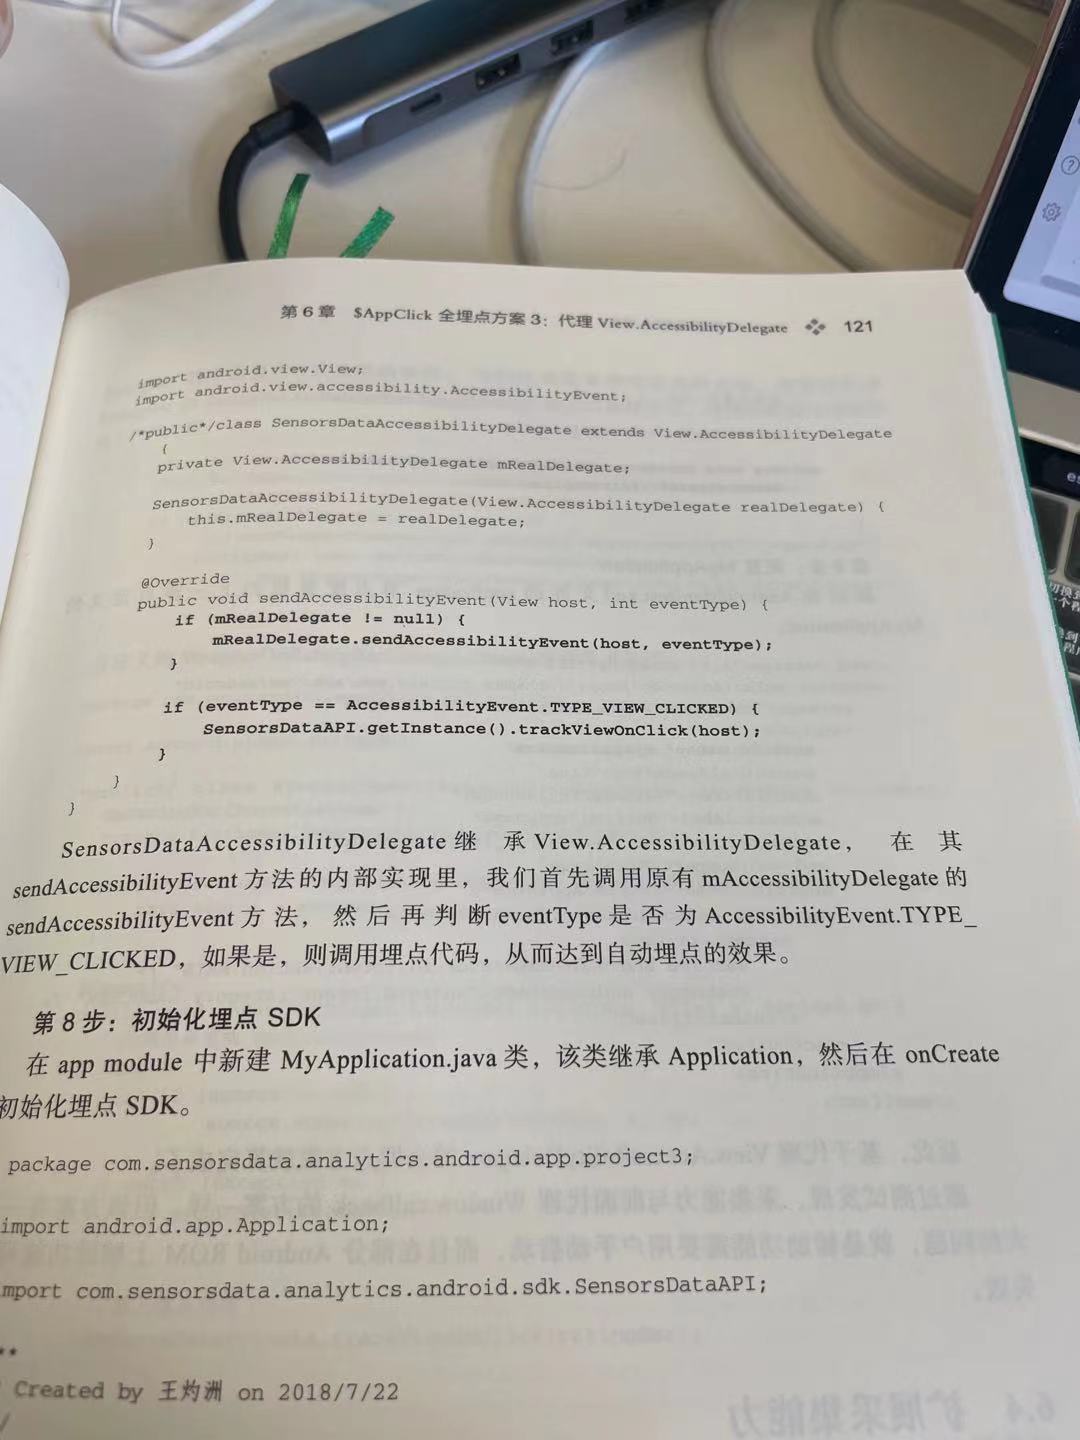 第 6 章 $AppClick 全埋点方案 3：代理 View.AccessibilityDelegate ❖ 121
import android.view.View;
import android.view.accessibility.AccessibilityEvent;
/*public*/class SensorsDataAccessibilityDelegate extends View.AccessibilityDelegate
{
private View.AccessibilityDelegate mRealDelegate;
SensorsDataAccessibilityDelegate(View.AccessibilityDelegate realDelegate) {
this.mRealDelegate = realDelegate;
}
@Override
public void sendAccessibilityEvent(View host, int eventType) {
if (mRealDelegate != null) {
mRealDelegate.sendAccessibilityEvent(host, eventType);
}
if (eventType == AccessibilityEvent.TYPE_VIEW_CLICKED) {
SensorsDataAPI.getInstance().trackViewOnClick(host);
}
}
}
SensorsDataAccessibilityDelegate 继 承 View.AccessibilityDelegate， 在 其
sendAccessibilityEvent 方法的内部实现里，我们首先调用原有 mAccessibilityDelegate 的
sendAccessibilityEvent 方 法， 然 后 再 判 断 eventType 是 否 为 AccessibilityEvent.TYPE_
VIEW_CLICKED，如果是，则调用埋点代码，从而达到自动埋点的效果。
第 8 步：初始化埋点 SDK
在 app module 中新建 MyApplication.java 类，该类继承 Application，然后在 onCreate
初始化埋点 SDK。
package com.sensorsdata.analytics.android.app.project3;
import android.app.Application;
mport com.sensorsdata.analytics.android.sdk.SensorsDataAPI;
**
Created by 王灼洲 on 2018/7/22
/